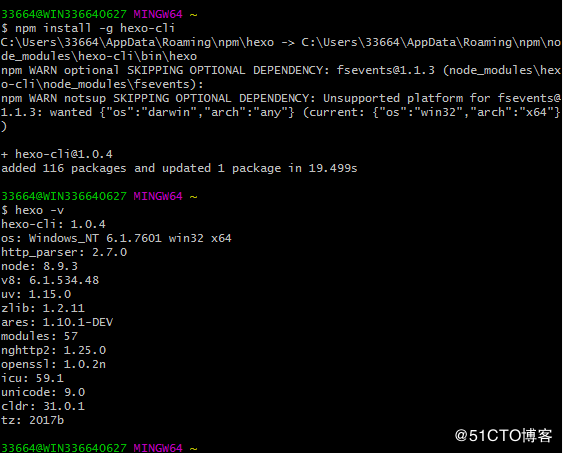 33664@WIN336640627 MINGW64 ~
$ npm install -g hexo-cli
C:\Users\33664\AppData\Roaming\npm\hexo -> C:\Users\33664\AppData\Roaming\npm\no
de_modules\hexo-cli\bin\hexo
npm WARN optional SKIPPING OPTIONAL DEPENDENCY: fsevents@1.1.3 (node_modules\hex
o-cli\node_modules\fsevents):
npm WARN notsup SKIPPING OPTIONAL DEPENDENCY: Unsupported platform for fsevents@
1.1.3: wanted {"os":"darwin","arch":"any"} (current: {"os":"win32","arch":"x64"}
)
+ hexo-cli@1.0.4
added 116 packages and updated 1 package in 19.499s
33664@WIN336640627 MINGW64 ~
$ hexo -v
hexo-cli: 1.0.4
os: Windows_NT 6.1.7601 win32 x64
http_parser: 2.7.0
node: 8.9.3
v8: 6.1.534.48
uv: 1.15.0
zlib: 1.2.11
ares: 1.10.1-DEV
modules: 57
nghttp2: 1.25.0
openssl: 1.0.2n
icu: 59.1
unicode: 9.0
cldr: 31.0.1
tz: 2017b
33664@WIN336640627 MINGW64 ~
@51CTO博客